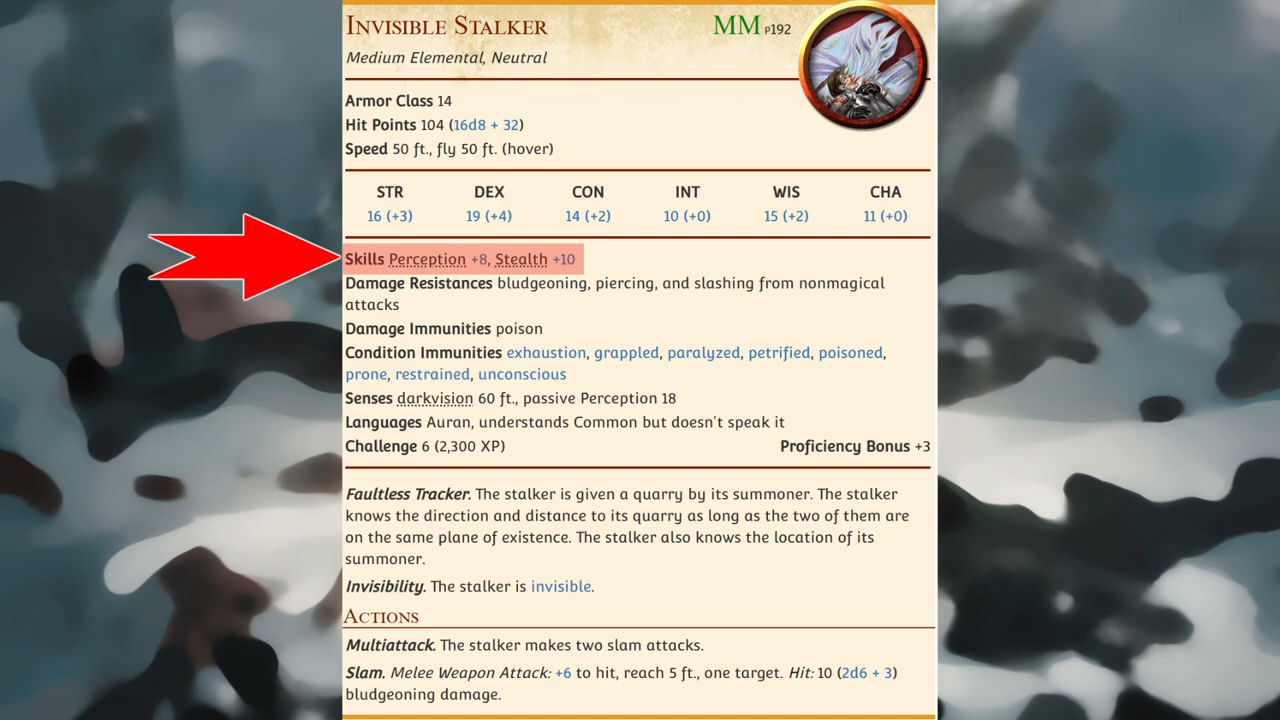 Invisible Stalker MM p192
Medium Elemental, Neutral
Armor Class 14
Hit Points 104 (16d8 + 32)
Speed 50 ft., fly 50 ft. (hover)
STR DEX CON INT WIS CHA
16 (+3) 19 (+4) 14 (+2) 10 (+0) 15 (+2) 11 (+0)
Skills Perception +8, Stealth +10
Damage Resistances bludgeoning, piercing, and slashing from nonmagical
attacks
Damage Immunities poison
Condition Immunities exhaustion, grappled, paralyzed, petrified, poisoned,
prone, restrained, unconscious
Senses darkvision 60 ft., passive Perception 18
Languages Auran, understands Common but doesn't speak it
Challenge 6 (2,300 XP) Proficiency Bonus +3
Faultless Tracker. The stalker is given a quarry by its summoner. The stalker
knows the direction and distance to its quarry as long as the two of them are
on the same plane of existence. The stalker also knows the location of its
summoner.
Invisibility. The stalker is invisible.
Actions
Multiattack. The stalker makes two slam attacks.
Slam. Melee Weapon Attack: +6 to hit, reach 5 ft., one target. Hit: 10 (2d6 + 3)
bludgeoning damage.